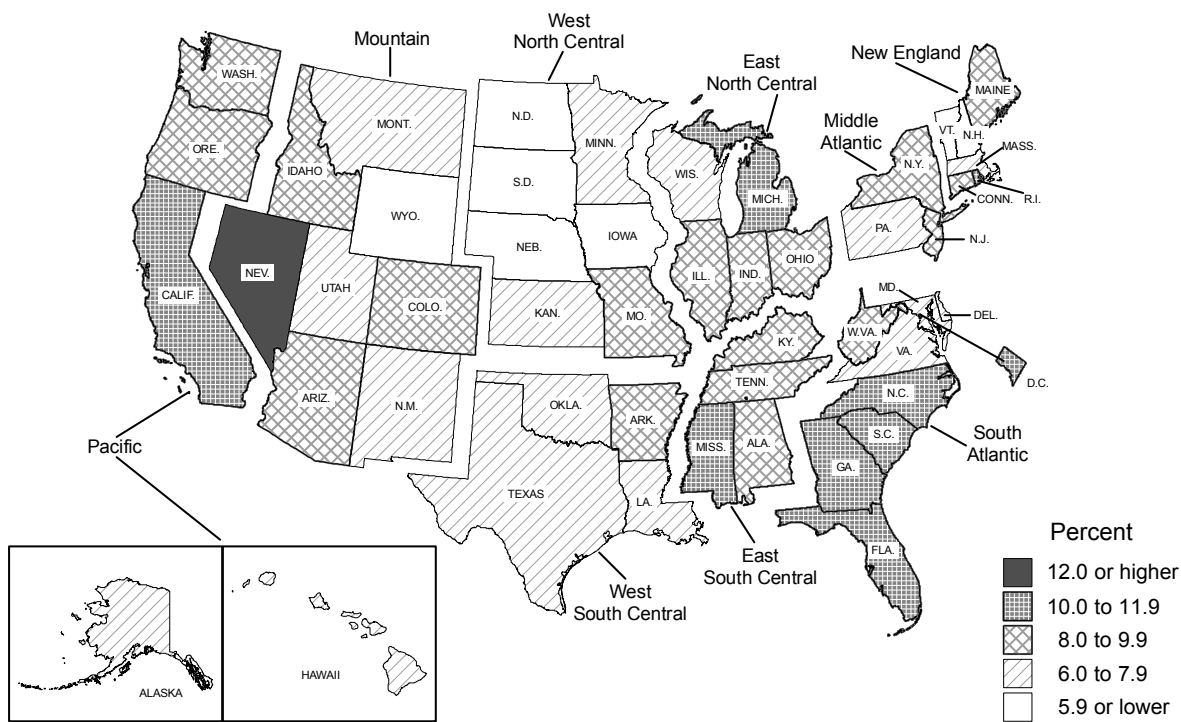 West
North Central
Mountain
East
North Central
New England
Middle
Atlantic
WASH.
MAINE
MONT.
N.D.
MINN.
VT.
N.H.
MASS.
ORE.
IDAHO
S.D.
WIS.
MICH.
N.Y.
CONN.
R.I.
WYO.
NEB.
IOWA
PA.
N.J.
NEV.
UTAH
COLO.
ILL.
IND.
OHIO
MD.
DEL.
CALIF.
KAN.
MO.
KY.
W.VA.
VA.
D.C.
ARIZ.
N.M.
OKLA.
ARK.
TENN.
N.C.
S.C.
Pacific
TEXAS
LA.
MISS.
ALA.
GA.
South
Atlantic
FLA.
East
South Central
West
South Central
ALASKA
HAWAII
Percent
12.0 or higher
10.0 to 11.9
8.0 to 9.9
6.0 to 7.9
5.9 or lower